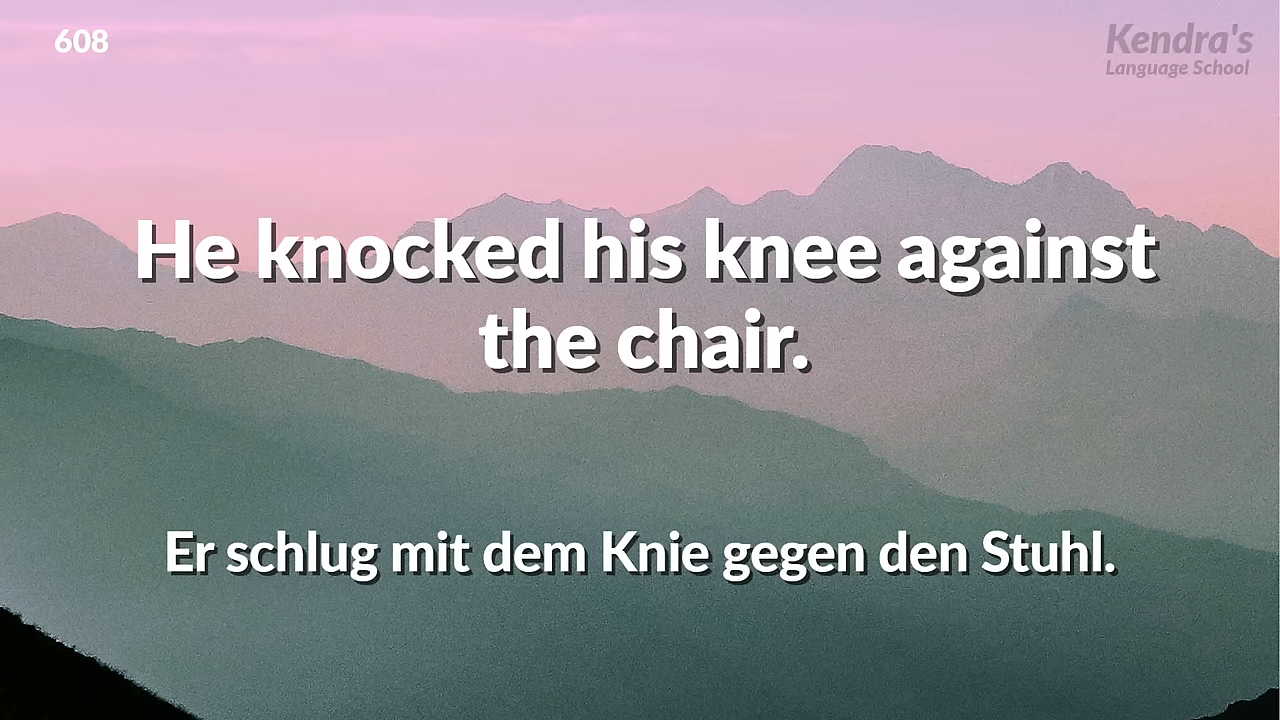 608
Kendra's
Language School
He knocked his knee against
the chair.
Er schlug mit dem Knie gegen den Stuhl.